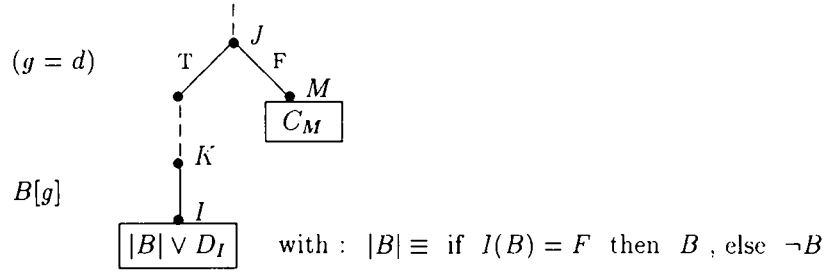 J
(g = d) T F
M
C_M
K
B[g]
I
|B| ∨ D_I with : |B| ≡ if I(B) = F then B , else ¬B